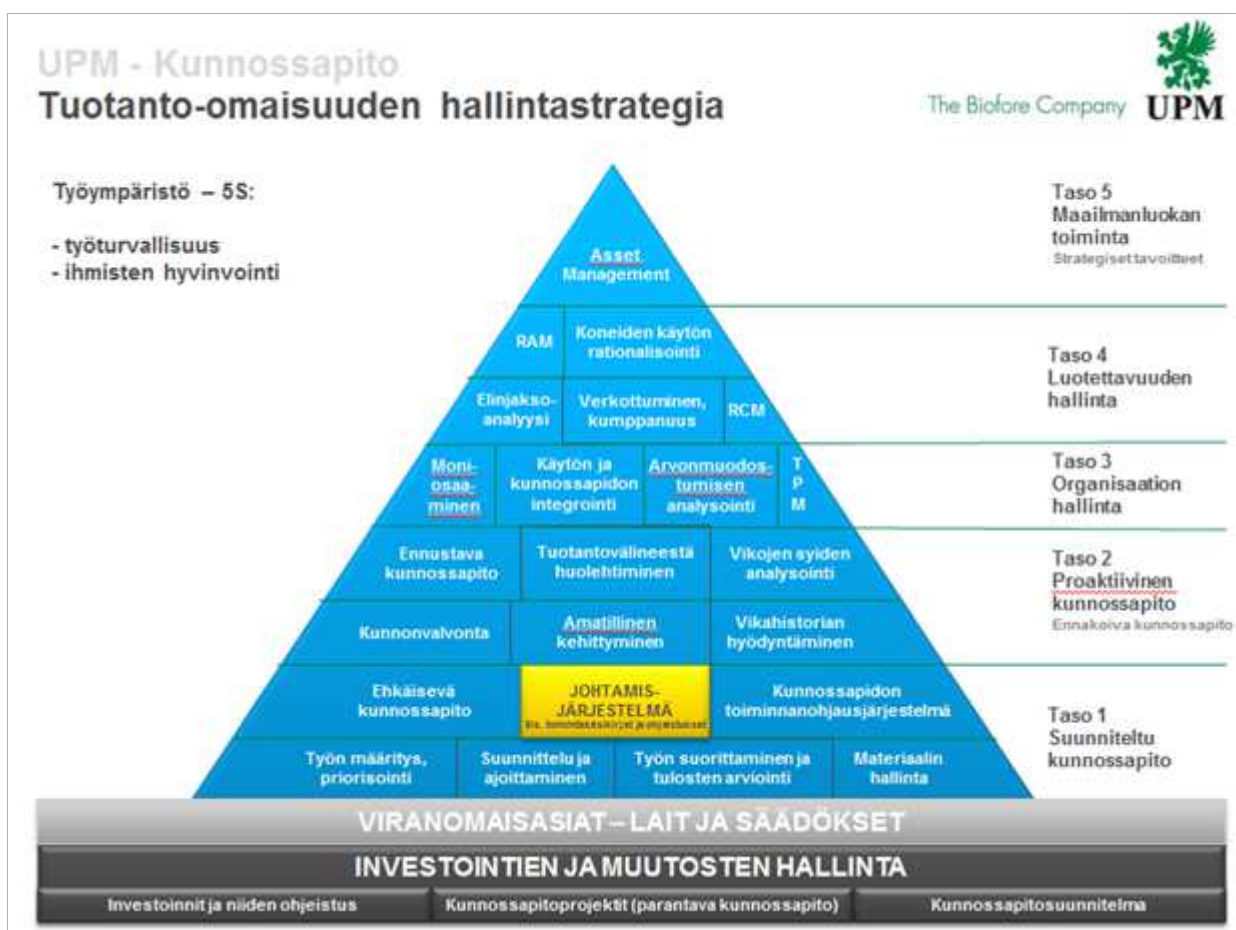 UPM - Kunnossapito
Tuotanto-omaisuuden hallintastrategia
The Biofore Company
UPM
Työympäristö – 5S:
- työturvallisuus
- ihmisten hyvinvointi
Asset
Management
Taso 5
Maailmanluokan
toiminta
Strategiset tavoitteet
RAM
Koneiden käytön
rationalisointi
Elinjakso-
analyysi
Verkottuminen,
kumppanuus
RCM
Taso 4
Luotettavuuden
hallinta
Moni-
osaa-
minen
Käytön ja
kunnossapidon
integrointi
Arvonmuodos-
tumisen
analysointi
T
P
M
Taso 3
Organisaation
hallinta
Ennustava
kunnossapito
Tuotantovälineestä
huolehtiminen
Vikojen syiden
analysointi
Kunnonvalvonta
Amatillinen
kehittyminen
Vikahistorian
hyödyntäminen
Taso 2
Proaktiivinen
kunnossapito
Ennakoiva kunnossapito
Ehkäisevä
kunnossapito
JOHTAMIS-
JÄRJESTELMÄ
Kunnossapidon
toiminnanohjausjärjestelmä
Työn määritys,
priorisointi
Suunnittelu ja
ajoittaminen
Työn suorittaminen ja
tulosten arviointi
Materiaalin
hallinta
Taso 1
Suunniteltu
kunnossapito
VIRANOMAISASIAT – LAIT JA SÄÄDÖKSET
INVESTOINTIEN JA MUUTOSTEN HALLINTA
Investoinnit ja niiden ohjeistus
Kunnossapitoprojektit (parantava kunnossapito)
Kunnossapitosuunnitelma